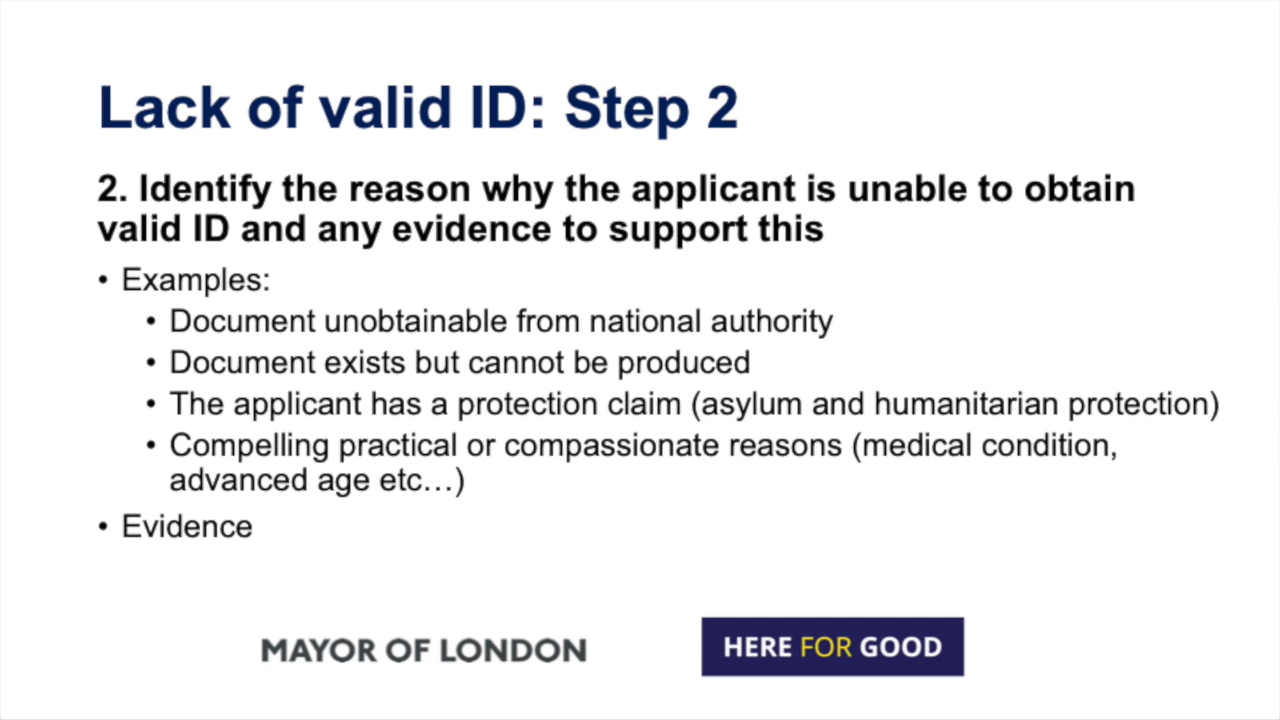 Lack of valid ID: Step 2
2. Identify the reason why the applicant is unable to obtain
valid ID and any evidence to support this
• Examples:
• Document unobtainable from national authority
• Document exists but cannot be produced
• The applicant has a protection claim (asylum and humanitarian protection)
• Compelling practical or compassionate reasons (medical condition,
advanced age etc…)
• Evidence
MAYOR OF LONDON
HERE FOR GOOD